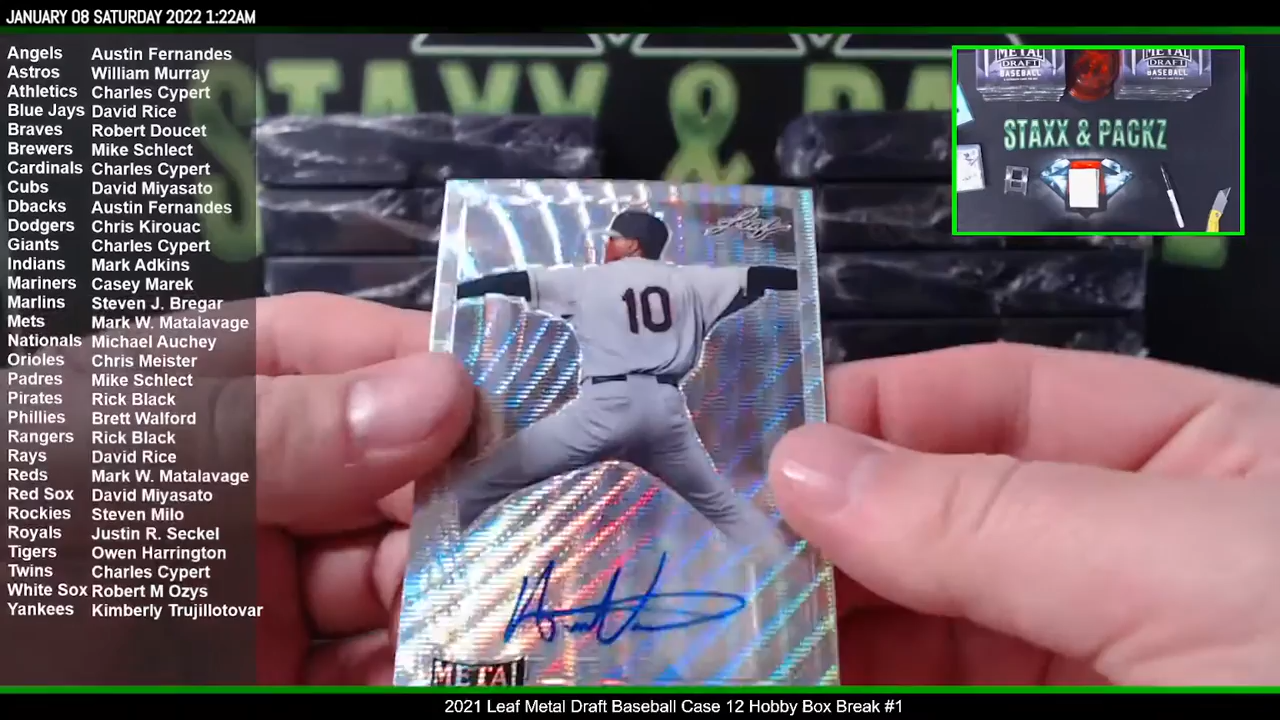 JANUARY 08 SATURDAY 2022 1:22AM
Angels Austin Fernandes
Astros William Murray
Athletics Charles Cypert
Blue Jays David Rice
Braves Robert Doucet
Brewers Mike Schlect
Cardinals Charles Cypert
Cubs David Miyasato
Dbacks Austin Fernandes
Dodgers Chris Kirouac
Giants Charles Cypert
Indians Mark Adkins
Mariners Casey Marek
Marlins Steven J. Bregar
Mets Mark W. Matalavage
Nationals Michael Auchey
Orioles Chris Meister
Padres Mike Schlect
Pirates Rick Black
Phillies Brett Walford
Rangers Rick Black
Rays David Rice
Reds Mark W. Matalavage
Red Sox David Miyasato
Rockies Steven Milo
Royals Justin R. Seckel
Tigers Owen Harrington
Twins Charles Cypert
White Sox Robert M Ozys
Yankees Kimberly Trujillotovar
STAXX & PA
Leaf
10
METAL
METAL DRAFT BASEBALL
METAL DRAFT BASEBALL
STAXX & PACKZ
2021 Leaf Metal Draft Baseball Case 12 Hobby Box Break #1